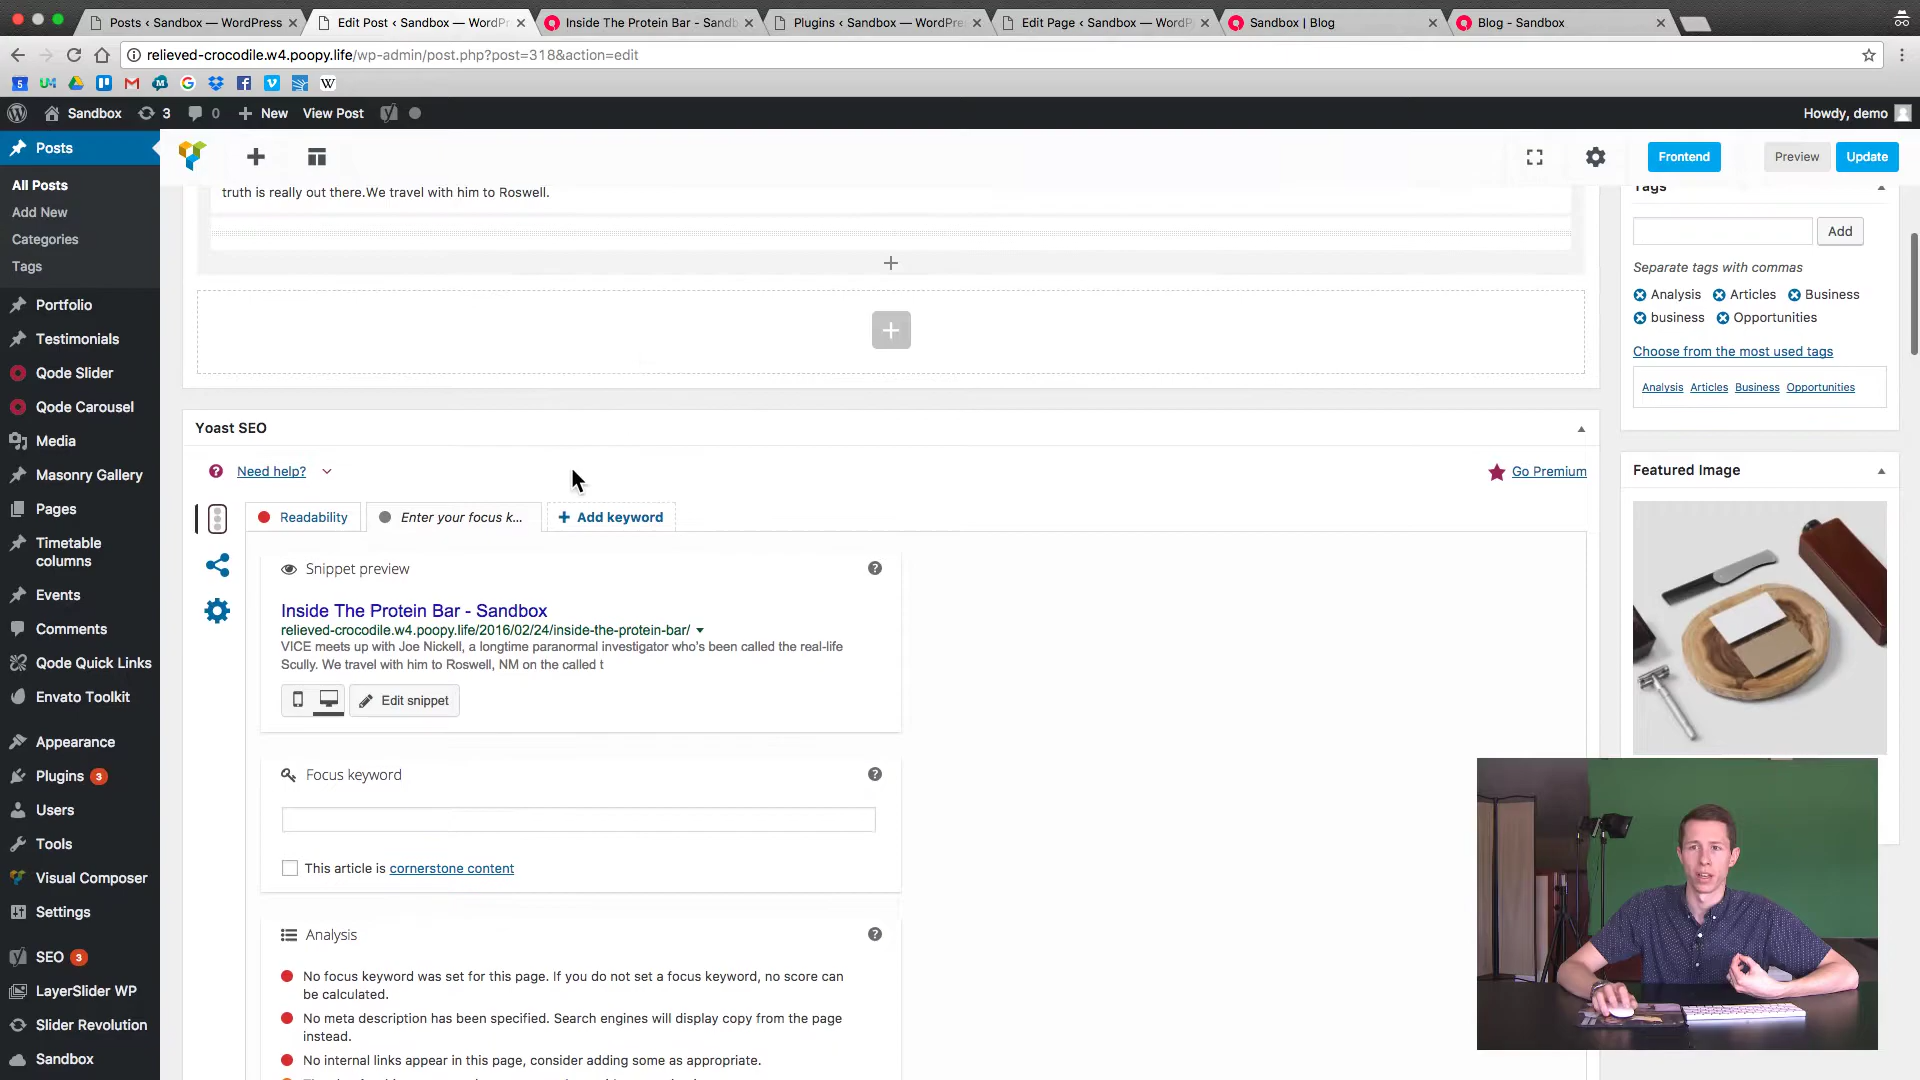 Posts ‹ Sandbox — WordPress
Edit Post ‹ Sandbox — WordPr
Inside The Protein Bar - Sandb
Plugins ‹ Sandbox — WordPre
Edit Page ‹ Sandbox — WordP
Sandbox | Blog
Blog - Sandbox
relieved-crocodile.w4.poopy.life/wp-admin/post.php?post=318&action=edit
Sandbox
3
0
New
View Post
Howdy, demo
Posts
All Posts
Add New
Categories
Tags
Portfolio
Testimonials
Qode Slider
Qode Carousel
Media
Masonry Gallery
Pages
Timetable
columns
Events
Comments
Qode Quick Links
Envato Toolkit
Appearance
Plugins 3
Users
Tools
Visual Composer
Settings
SEO 3
LayerSlider WP
Slider Revolution
Sandbox
Frontend
Preview
Update
truth is really out there.We travel with him to Roswell.
Yoast SEO
Need help?
Go Premium
Readability
Enter your focus k...
Add keyword
Snippet preview
Inside The Protein Bar - Sandbox
relieved-crocodile.w4.poopy.life/2016/02/24/inside-the-protein-bar/
VICE meets up with Joe Nickell, a longtime paranormal investigator who's been called the real-life
Scully. We travel with him to Roswell, NM on the called t
Edit snippet
Focus keyword
This article is cornerstone content
Analysis
No focus keyword was set for this page. If you do not set a focus keyword, no score can
be calculated.
No meta description has been specified. Search engines will display copy from the page
instead.
No internal links appear in this page, consider adding some as appropriate.
Tags
Add
Separate tags with commas
Analysis Articles Business
business Opportunities
Choose from the most used tags
Analysis Articles Business Opportunities
Featured Image